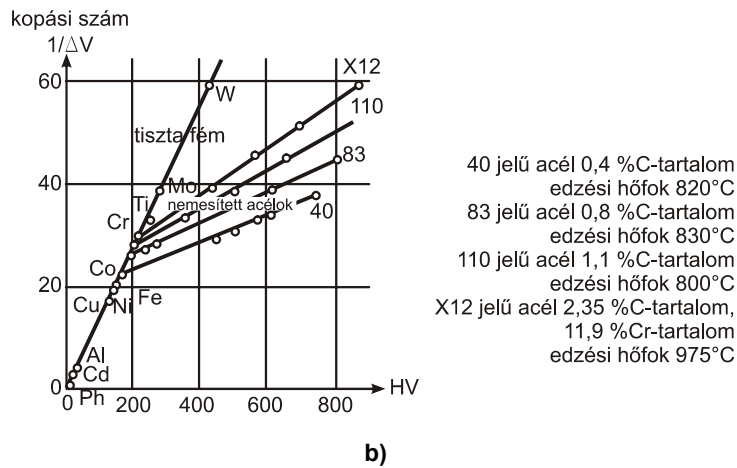 kopási szám
1/ΔV
60
W
X12
110
tiszta fém
83
40
Ti
Mo
nemesített acélok
40
Cr
Co
20
Fe
Cu
Ni
Al
Cd
0
Ph
0
200
400
600
800
HV
40 jelű acél 0,4 %C-tartalom
edzési hőfok 820°C
83 jelű acél 0,8 %C-tartalom
edzési hőfok 830°C
110 jelű acél 1,1 %C-tartalom
edzési hőfok 800°C
X12 jelű acél 2,35 %C-tartalom,
11,9 %Cr-tartalom
edzési hőfok 975°C
b)